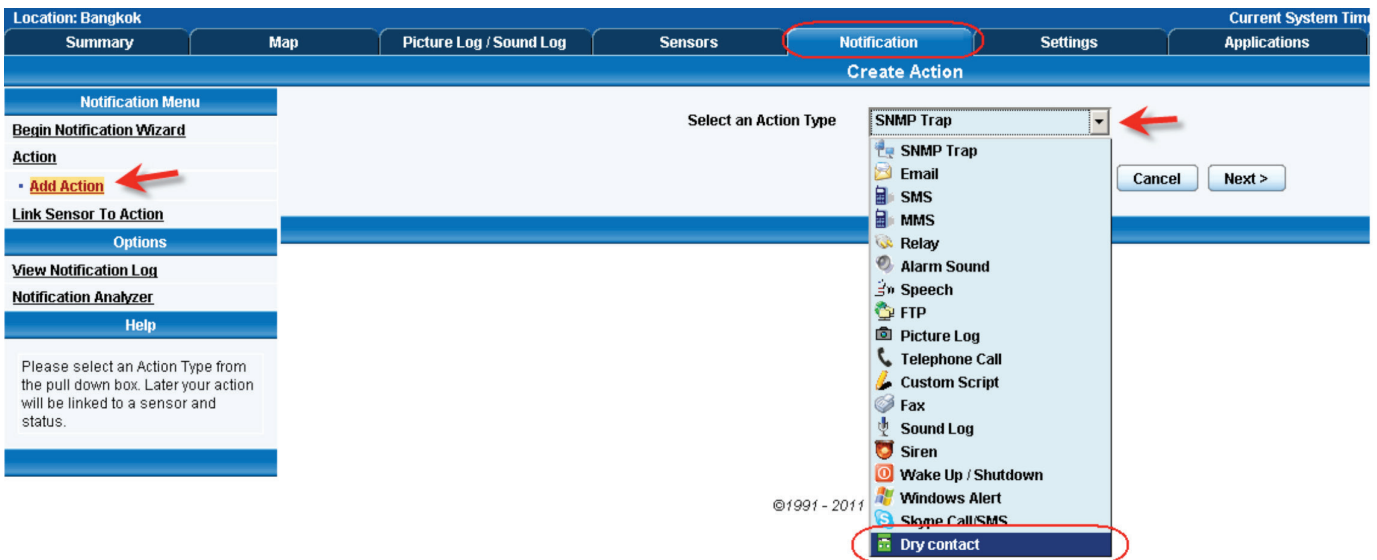 Location: Bangkok
Current System Tim
Summary
Map
Picture Log / Sound Log
Sensors
Notification
Settings
Applications
Create Action
Notification Menu
Begin Notification Wizard
Action
Add Action
Link Sensor To Action
Options
View Notification Log
Notification Analyzer
Help
Please select an Action Type from
the pull down box. Later your action
will be linked to a sensor and
status.
Select an Action Type
SNMP Trap
SNMP Trap
Email
SMS
MMS
Relay
Alarm Sound
Speech
FTP
Picture Log
Telephone Call
Custom Script
Fax
Sound Log
Siren
Wake Up / Shutdown
Windows Alert
Skype Call/SMS
Dry contact
Cancel
Next >
©1991 - 2011